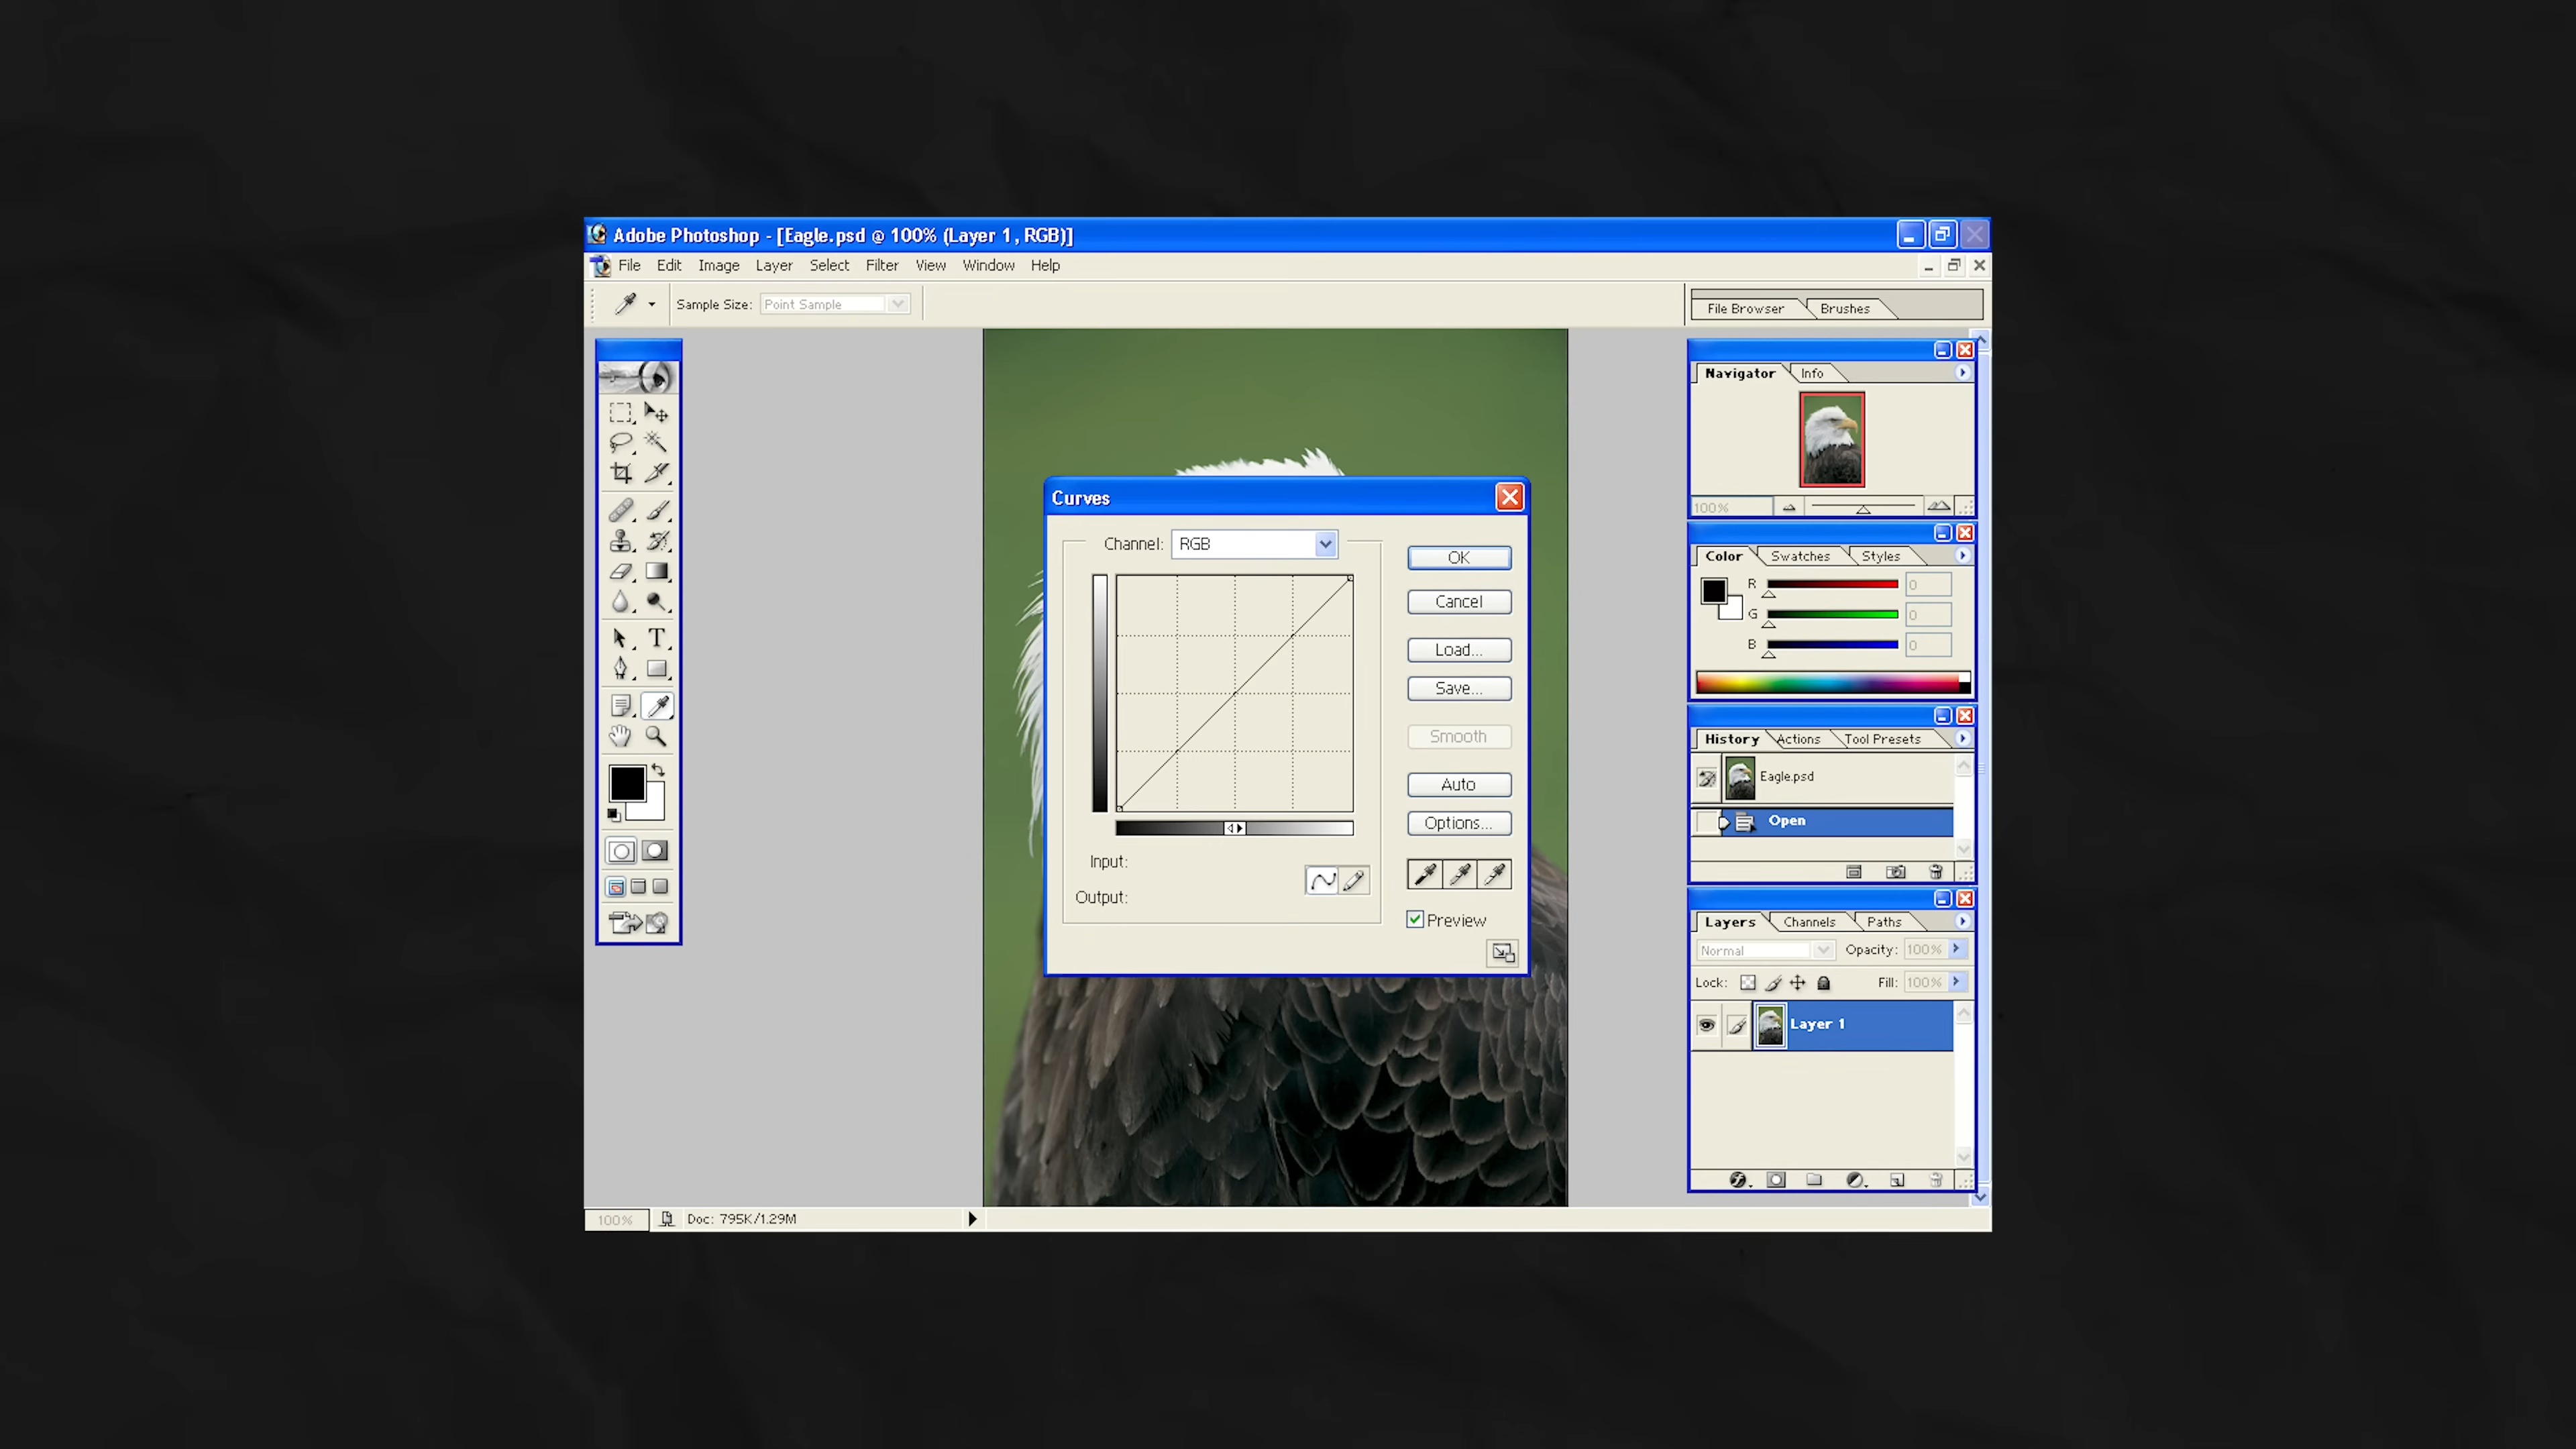 Adobe Photoshop - [Eagle.psd @ 100% (Layer 1, RGB)]
File Edit Image Layer Select Filter View Window Help
Sample Size: Point Sample
File Browser Brushes
Navigator Info
100%
Curves
Channel: RGB
OK
Cancel
Load...
Save...
Smooth
Auto
Options...
Input:
Output:
Preview
Color Swatches Styles
R 0
G 0
B 0
History Actions Tool Presets
Eagle.psd
Open
Layers Channels Paths
Normal Opacity: 100%
Lock: Fill: 100%
Layer 1
100% Doc: 795K/1.29M